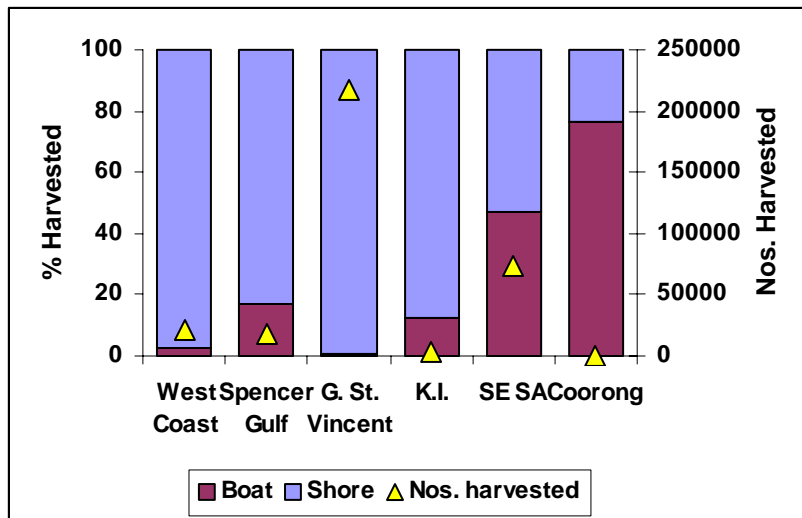 % Harvested
100
80
60
40
20
0
250000
200000
150000
100000
50000
0
Nos. Harvested
West Coast
Spencer Gulf
G. St. Vincent
K.I.
SE SA
Coorong
Boat
Shore
Nos. harvested